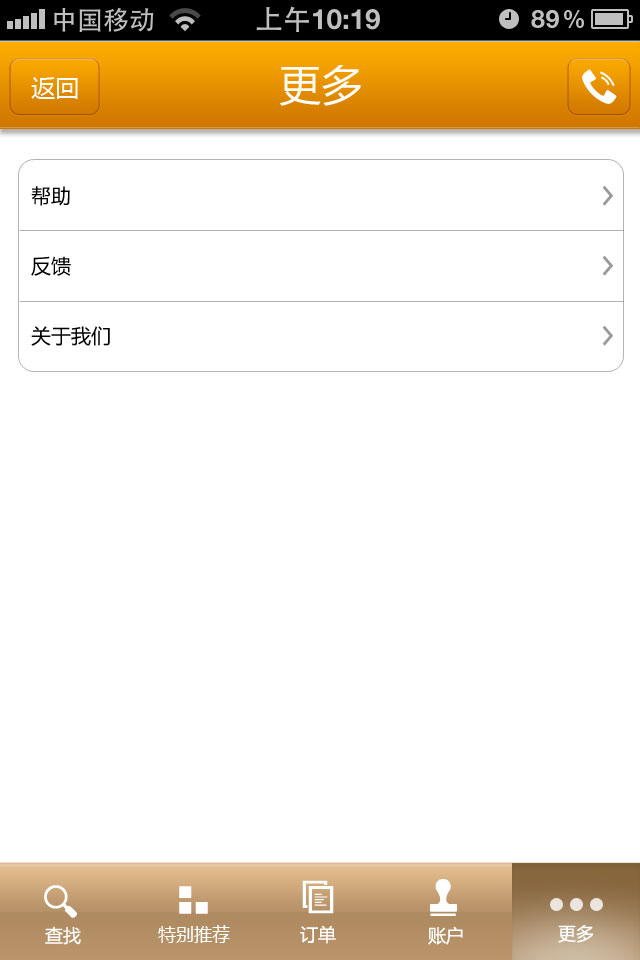 中国移动 上午10:19 89%
返回 更多
帮助
反馈
关于我们
查找 特别推荐 订单 账户 更多